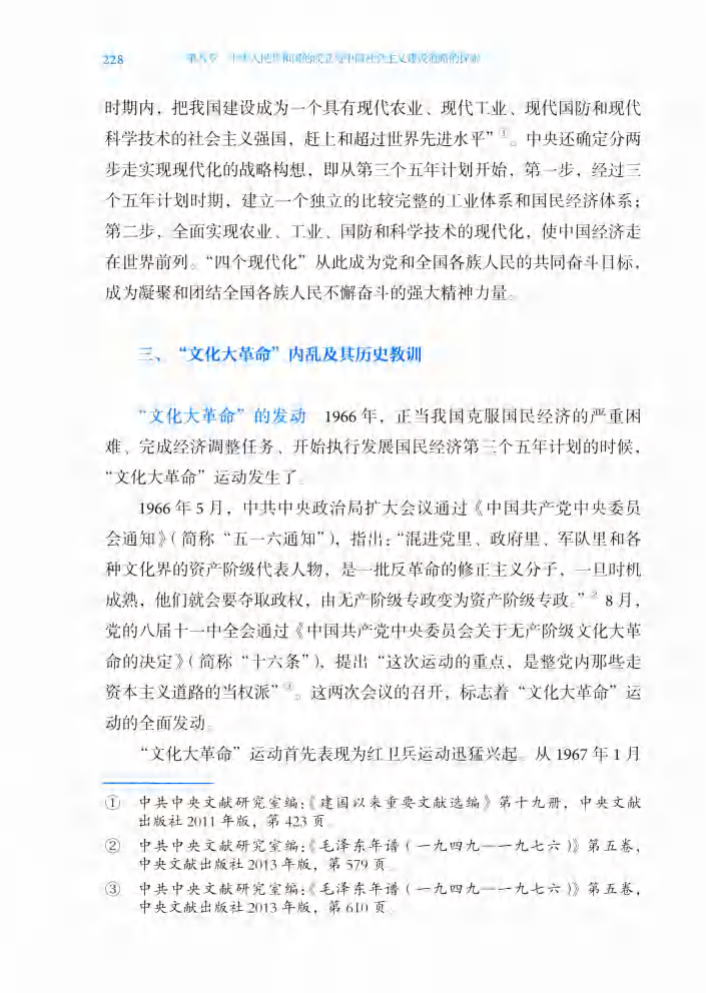 228 第八章 中华人民共和国的成立与中国社会主义建设道路的探索
时期内，把我国建设成为一个具有现代农业、现代工业、现代国防和现代
科学技术的社会主义强国，赶上和超过世界先进水平”①。中央还确定分两
步走实现现代化的战略构想，即从第三个五年计划开始，第一步，经过三
个五年计划时期，建立一个独立的比较完整的工业体系和国民经济体系；
第二步，全面实现农业、工业、国防和科学技术的现代化，使中国经济走
在世界前列。“四个现代化”从此成为党和全国各族人民的共同奋斗目标，
成为凝聚和团结全国各族人民不懈奋斗的强大精神力量。
三、“文化大革命”内乱及其历史教训
“文化大革命”的发动 1966年，正当我国克服国民经济的严重困
难、完成经济调整任务、开始执行发展国民经济第三个五年计划的时候，
“文化大革命”运动发生了。
1966年5月，中共中央政治局扩大会议通过《中国共产党中央委员
会通知》（简称“五一六通知”），指出：“混进党里、政府里、军队里和各
种文化界的资产阶级代表人物，是一批反革命的修正主义分子，一旦时机
成熟，他们就会要夺取政权，由无产阶级专政变为资产阶级专政。”② 8月，
党的八届十一中全会通过《中国共产党中央委员会关于无产阶级文化大革
命的决定》（简称“十六条”），提出“这次运动的重点，是整党内那些走
资本主义道路的当权派”③。这两次会议的召开，标志着“文化大革命”运
动的全面发动。
“文化大革命”运动首先表现为红卫兵运动迅猛兴起。从1967年1月
① 中共中央文献研究室编：《建国以来重要文献选编》第十九册，中央文献
出版社2011年版，第423页。
② 中共中央文献研究室编：《毛泽东年谱（一九四九—一九七六）》第五卷，
中央文献出版社2013年版，第579页。
③ 中共中央文献研究室编：《毛泽东年谱（一九四九—一九七六）》第五卷，
中央文献出版社2013年版，第610页。